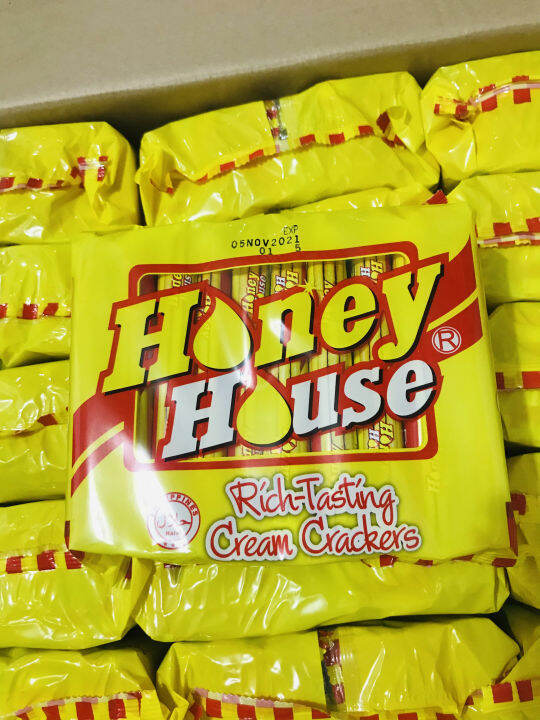 EXP
05NOV2021
01 5
Honey
House®
Rich-Tasting
Cream Crackers